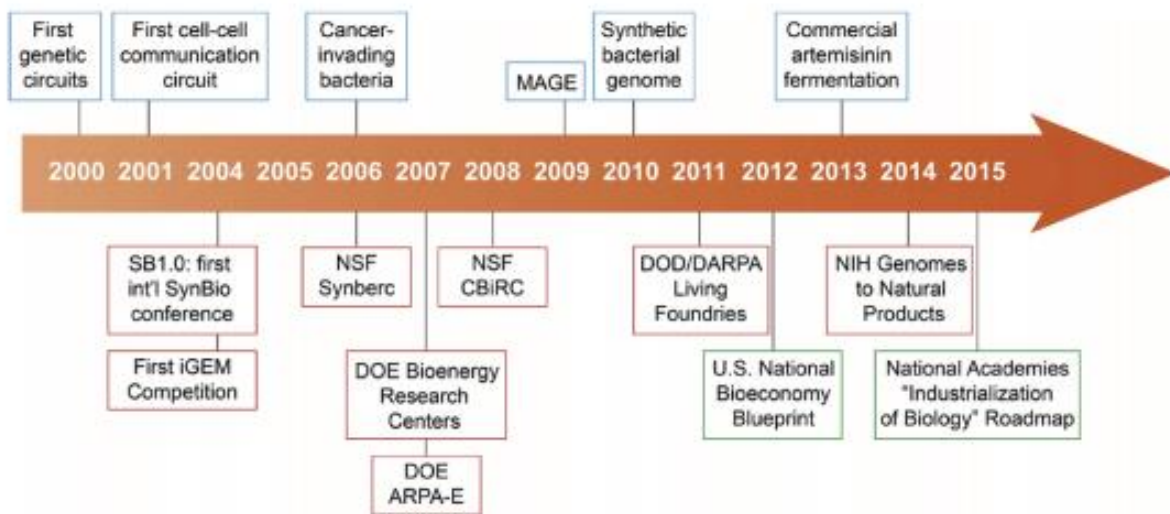 First
genetic
circuits
First cell-cell
communication
circuit
Cancer-
invading
bacteria
MAGE
Synthetic
bacterial
genome
Commercial
artemisinin
fermentation
2000 2001 2004 2005 2006 2007 2008 2009 2010 2011 2012 2013 2014 2015
SB1.0: first
int'l SynBio
conference
First iGEM
Competition
NSF
Synberc
DOE Bioenergy
Research
Centers
DOE
ARPA-E
NSF
CBiRC
DOD/DARPA
Living
Foundries
U.S. National
Bioeconomy
Blueprint
NIH Genomes
to Natural
Products
National Academies
"Industrialization
of Biology" Roadmap